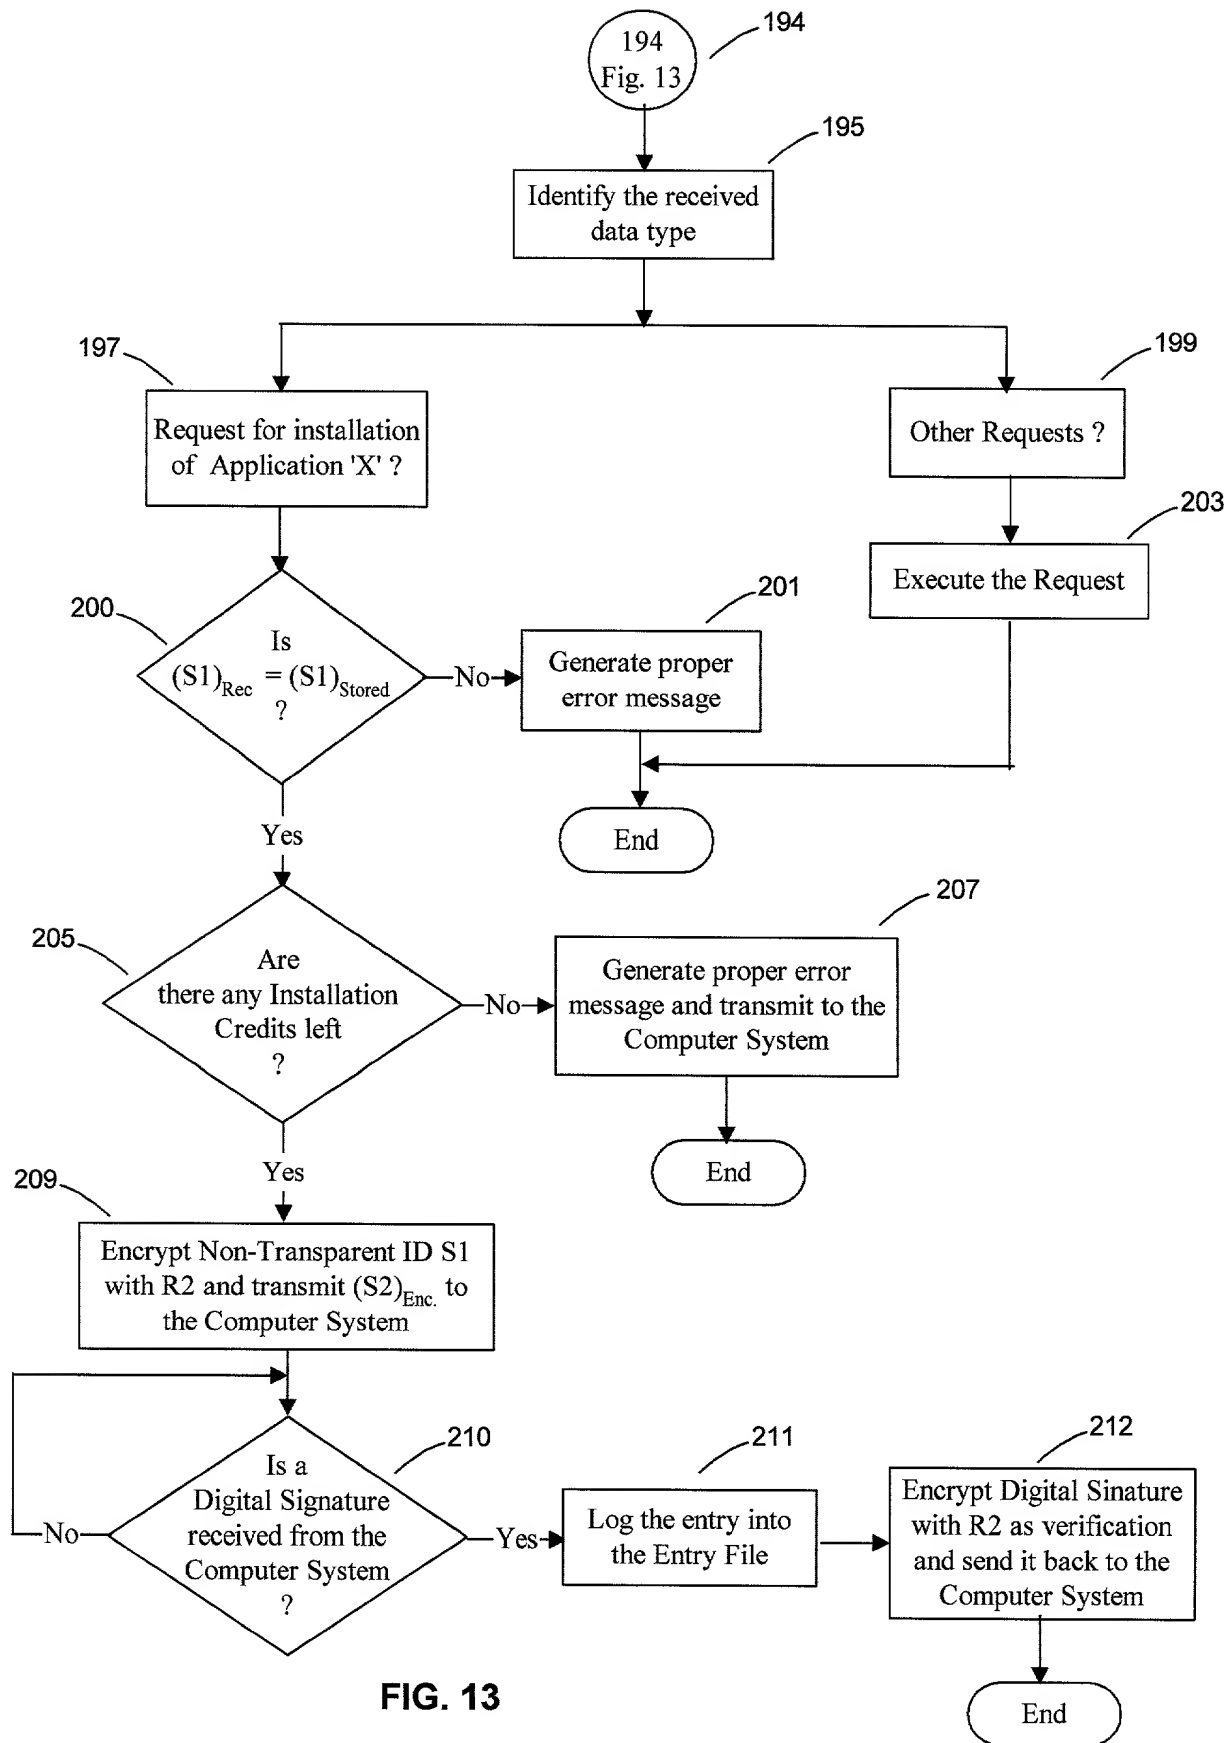 194
Fig. 13
194
195
Identify the received
data type
197
Request for installation
of Application 'X' ?
199
Other Requests ?
203
Execute the Request
200
Is
(S1)Rec = (S1)Stored
?
No
201
Generate proper
error message
End
Yes
205
Are
there any Installation
Credits left
?
No
207
Generate proper error
message and transmit to the
Computer System
End
Yes
209
Encrypt Non-Transparent ID S1
with R2 and transmit (S2)Enc. to
the Computer System
210
Is a
Digital Signature
received from the
Computer System
?
No
Yes
211
Log the entry into
the Entry File
212
Encrypt Digital Sinature
with R2 as verification
and send it back to the
Computer System
End
FIG. 13